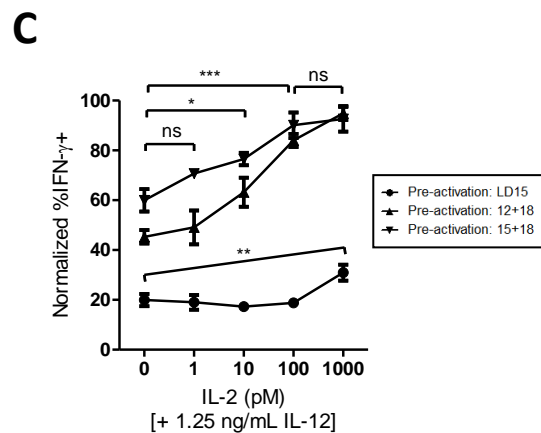 C
ns
***
*
ns
**
100
80
60
40
20
0
Normalized %IFN-γ+
0 1 10 100 1000
IL-2 (pM)
[+ 1.25 ng/mL IL-12]
Pre-activation: LD15
Pre-activation: 12+18
Pre-activation: 15+18